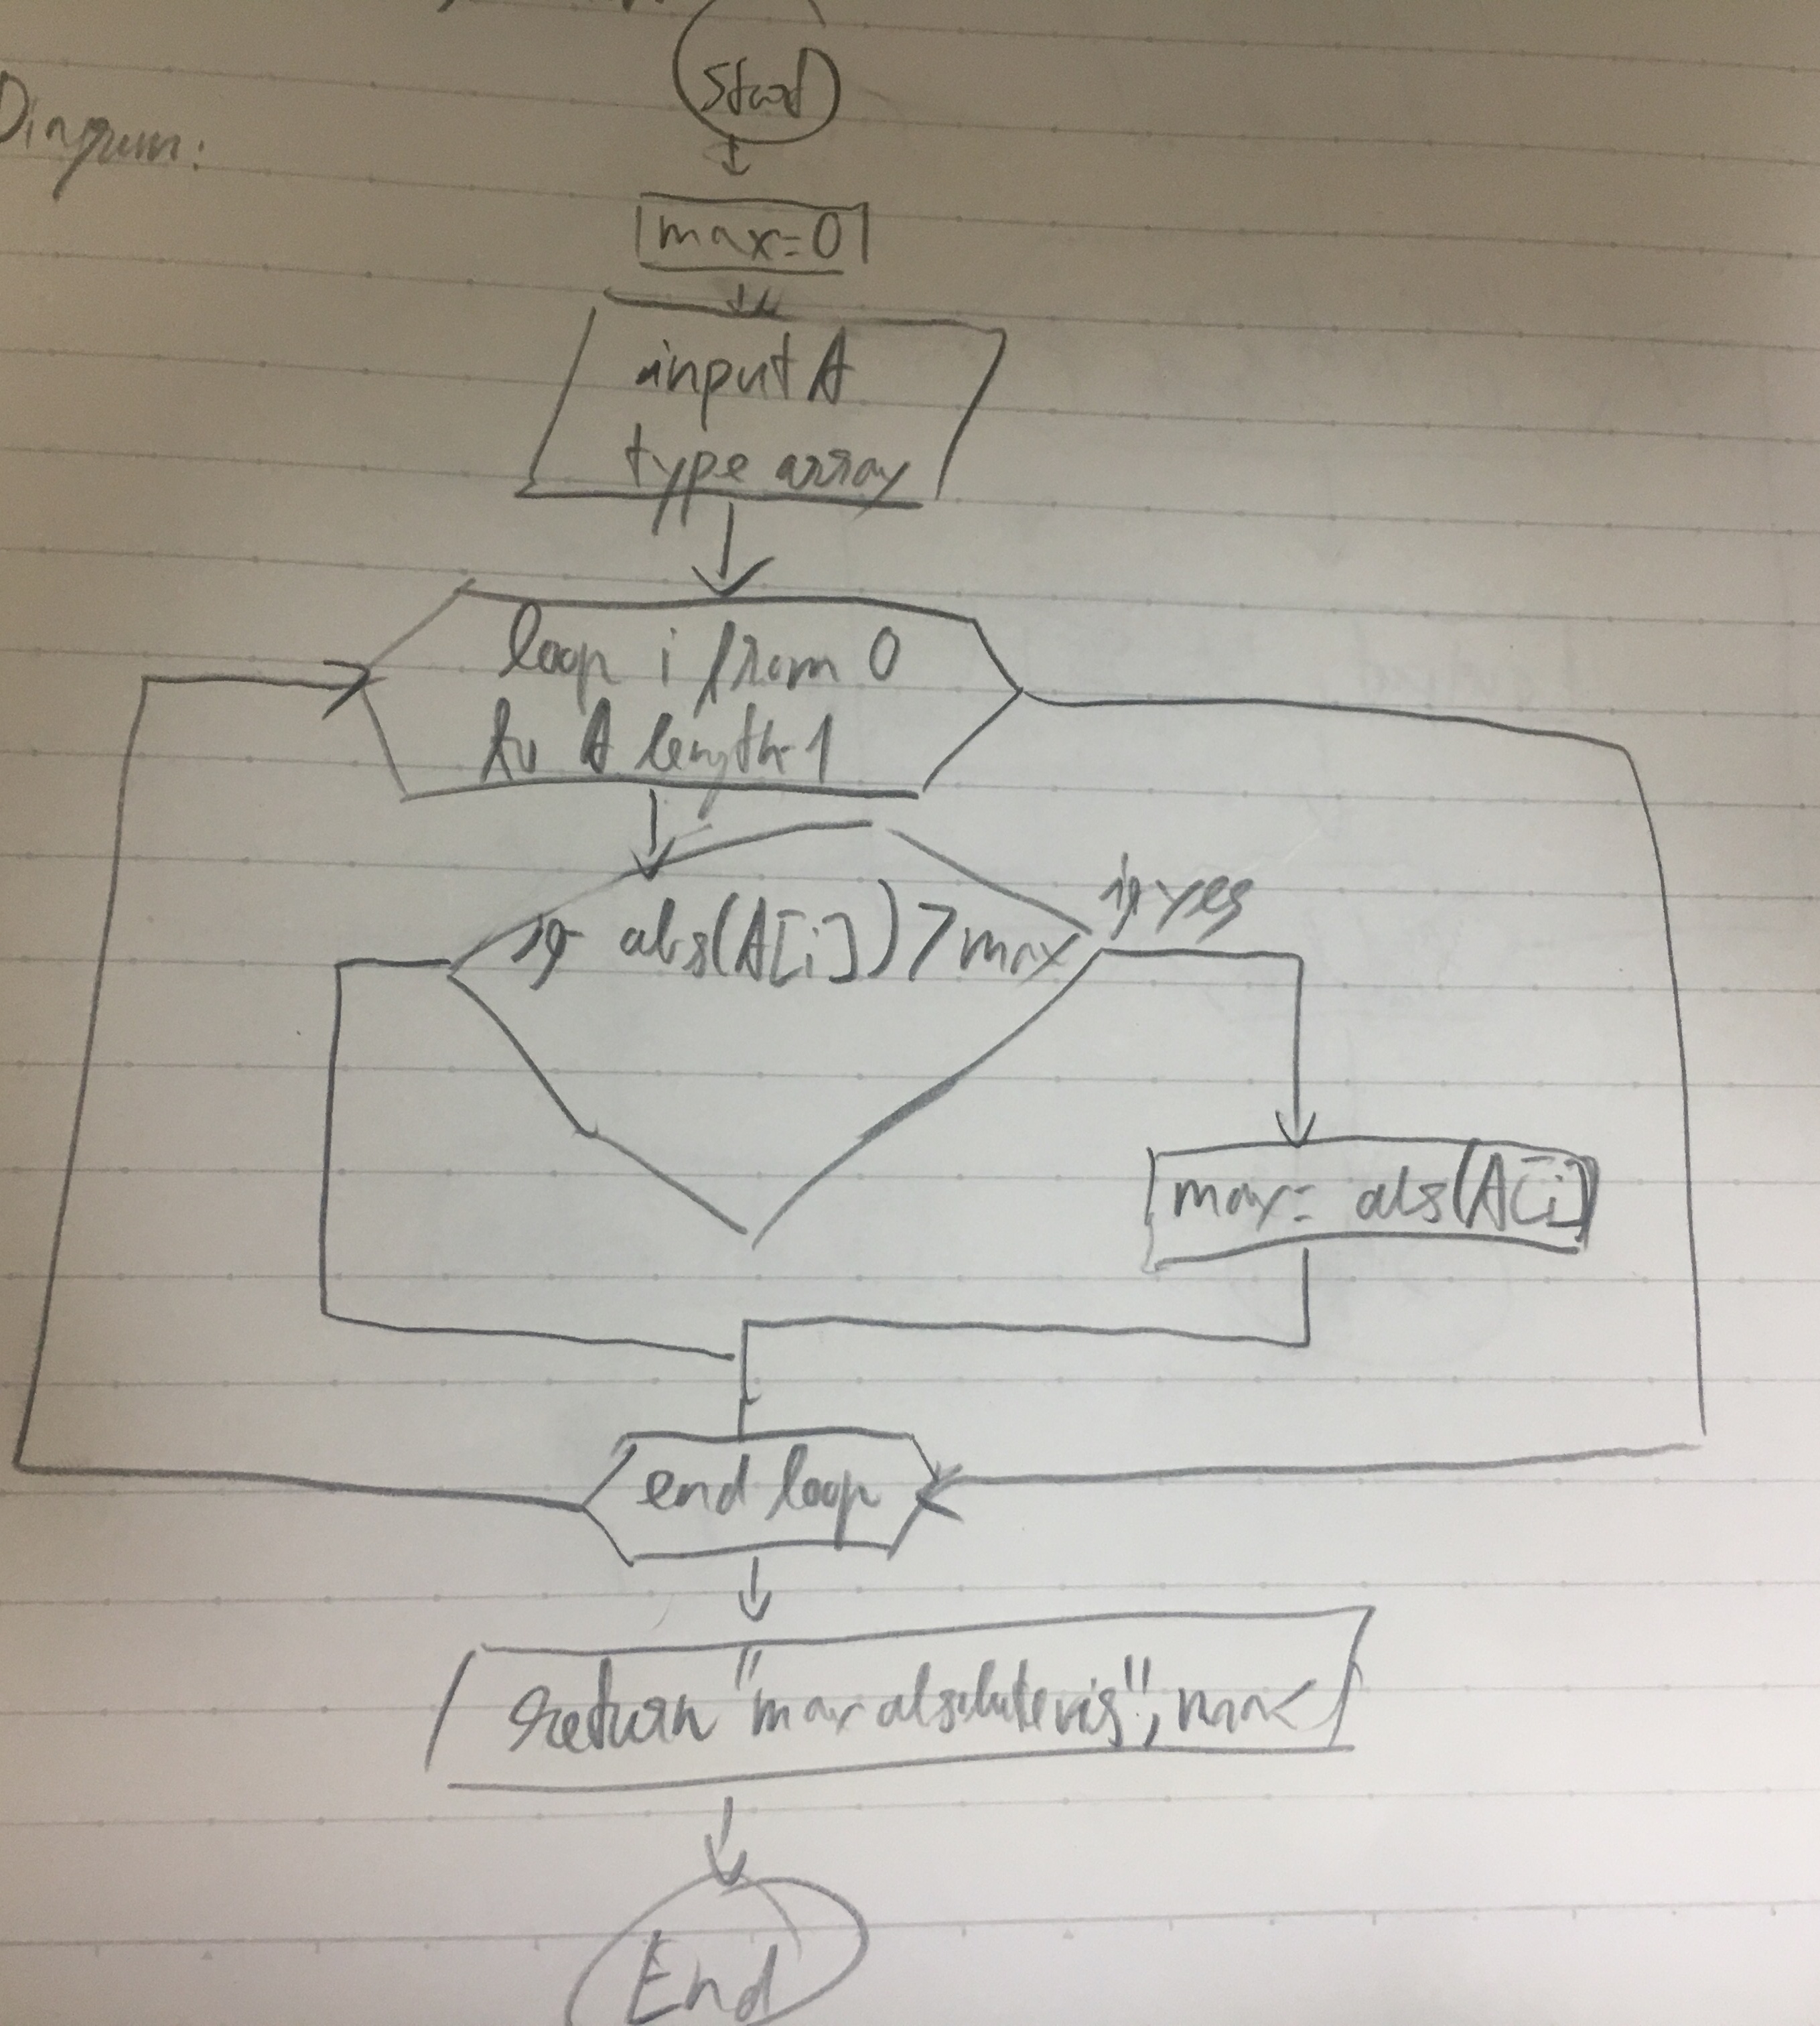 Diagram:
Start
max=0
input A
type array
loop i from 0
to A length-1
if abs(A[i])>max
if yes
max= abs(A[i])
end loop
return "max absolute is", max
End